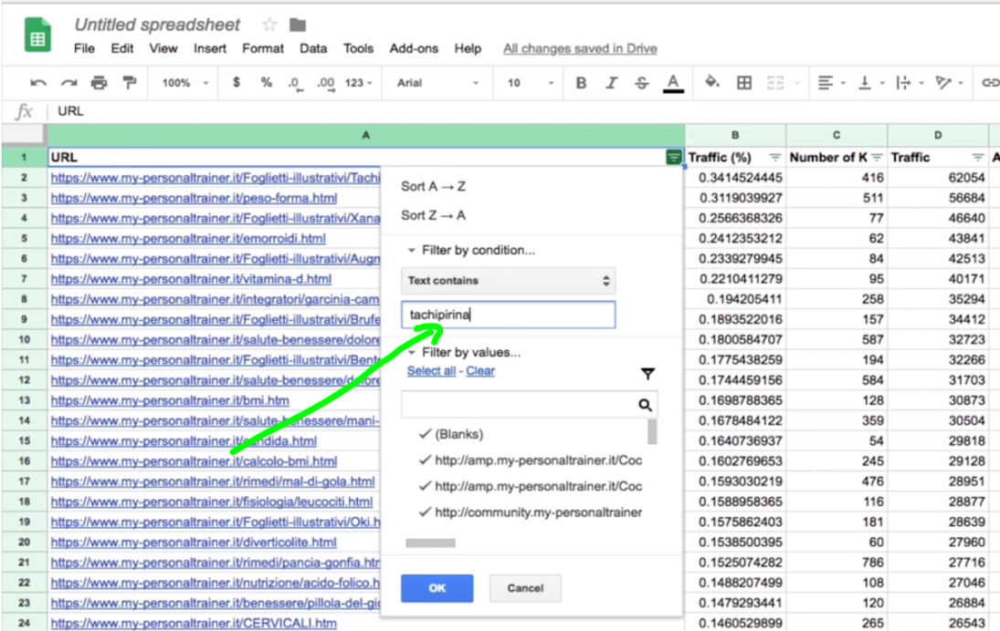 Untitled spreadsheet
File Edit View Insert Format Data Tools Add-ons Help All changes saved in Drive
100% $ % .0 .00 123 Arial 10 B I S A
fx URL
A B C D
1 URL Traffic (%) Number of K Traffic A
2 https://www.my-personaltrainer.it/Foglietti-illustrativi/Tachi 0.3414524445 416 62054
Sort A → Z
3 https://www.my-personaltrainer.it/peso-forma.html 0.3119039927 511 56684
Sort Z → A
4 https://www.my-personaltrainer.it/Foglietti-illustrativi/Xana 0.2566368326 77 46640
5 https://www.my-personaltrainer.it/emorroidi.html 0.2412353212 62 43841
Filter by condition...
6 https://www.my-personaltrainer.it/Foglietti-illustrativi/Augm 0.2339279945 84 42513
7 https://www.my-personaltrainer.it/vitamina-d.html Text contains 0.2210411279 95 40171
8 https://www.my-personaltrainer.it/integratori/garcinia-cam 0.194205411 258 35294
tachipirina
9 https://www.my-personaltrainer.it/Foglietti-illustrativi/Brufe 0.1893522016 157 34412
10 https://www.my-personaltrainer.it/salute-benessere/dolore 0.1800584707 587 32723
Filter by values...
11 https://www.my-personaltrainer.it/Foglietti-illustrativi/Bent 0.1775438259 194 32266
Select all - Clear
12 https://www.my-personaltrainer.it/salute-benessere/dolore 0.1744459156 584 31703
13 https://www.my-personaltrainer.it/bmi.htm 0.1698788365 128 30873
14 https://www.my-personaltrainer.it/salute-benessere/mani- 0.1678484122 359 30504
(Blanks)
15 https://www.my-personaltrainer.it/candida.html 0.1640736937 54 29818
16 https://www.my-personaltrainer.it/calcolo-bmi.html http://amp.my-personaltrainer.it/Coc 0.1602769653 245 29128
17 https://www.my-personaltrainer.it/rimedi/mal-di-gola.html http://amp.my-personaltrainer.it/Coc 0.1593030219 476 28951
18 https://www.my-personaltrainer.it/fisiologia/leucociti.html http://community.my-personaltrainer 0.1588958365 116 28877
19 https://www.my-personaltrainer.it/Foglietti-illustrativi/Oki.h 0.1575862403 181 28639
20 https://www.my-personaltrainer.it/diverticolite.html 0.1538500395 60 27960
21 https://www.my-personaltrainer.it/rimedi/pancia-gonfia.htm 0.1525074282 786 27716
22 https://www.my-personaltrainer.it/nutrizione/acido-folico.h OK Cancel 0.1488207499 108 27046
23 https://www.my-personaltrainer.it/benessere/pillola-del-gio 0.1479293441 120 26884
24 https://www.my-personaltrainer.it/CERVICALI.htm 0.1460529899 265 26543